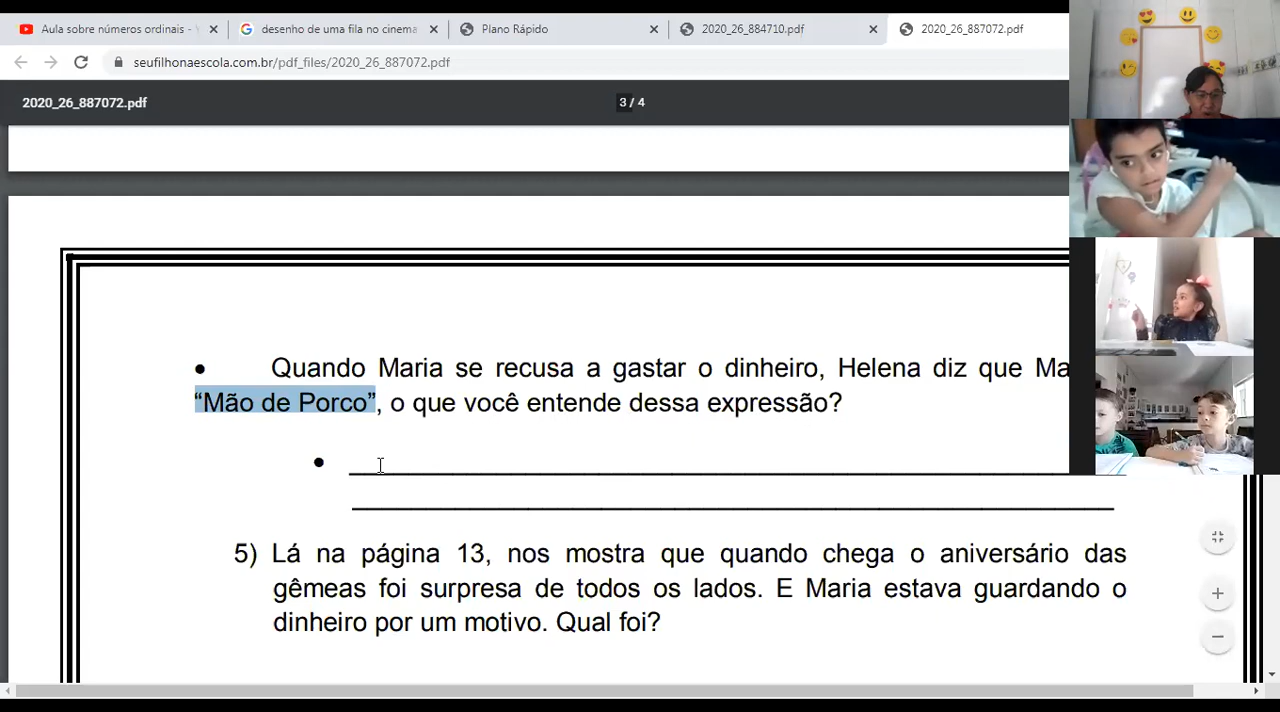 Aula sobre números ordinais -
desenho de uma fila no cinema
Plano Rápido
2020_26_884710.pdf
2020_26_887072.pdf
seufilhonaescola.com.br/pdf_files/2020_26_887072.pdf
2020_26_887072.pdf
3 / 4
Quando Maria se recusa a gastar o dinheiro, Helena diz que Ma
“Mão de Porco”, o que você entende dessa expressão?
5) Lá na página 13, nos mostra que quando chega o aniversário das
gêmeas foi surpresa de todos os lados. E Maria estava guardando o
dinheiro por um motivo. Qual foi?